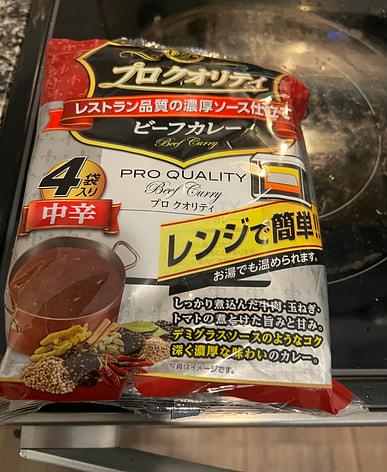 プロ クオリティ
レストラン品質の濃厚ソース仕立て
ビーフカレー
Beef Curry
4袋入り
中辛
PRO QUALITY
Beef Curry
プロ クオリティ
レンジで簡単!!
お湯でも温められます。
しっかり煮込んだ牛肉・玉ねぎ、
トマトの煮とけた旨みと甘み。
デミグラスソースのようなコク
深く濃厚な味わいのカレー。
写真はイメージです。